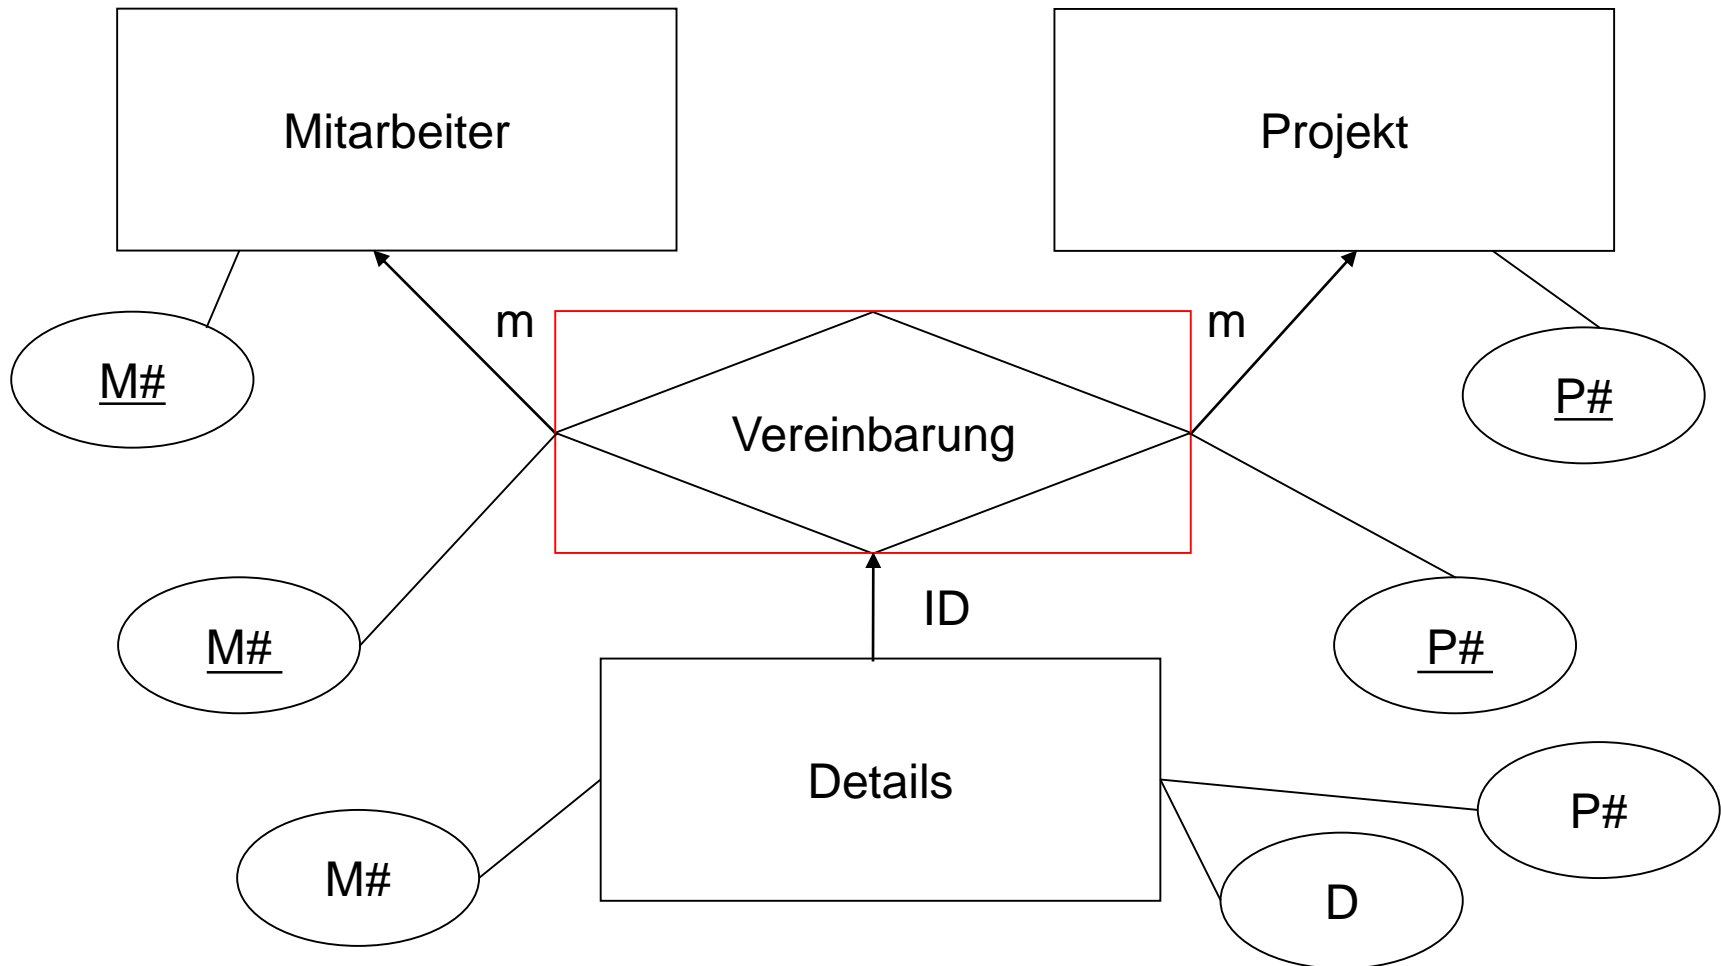 Mitarbeiter
Projekt
m
m
M#
P#
Vereinbarung
ID
M#
P#
Details
P#
M#
D